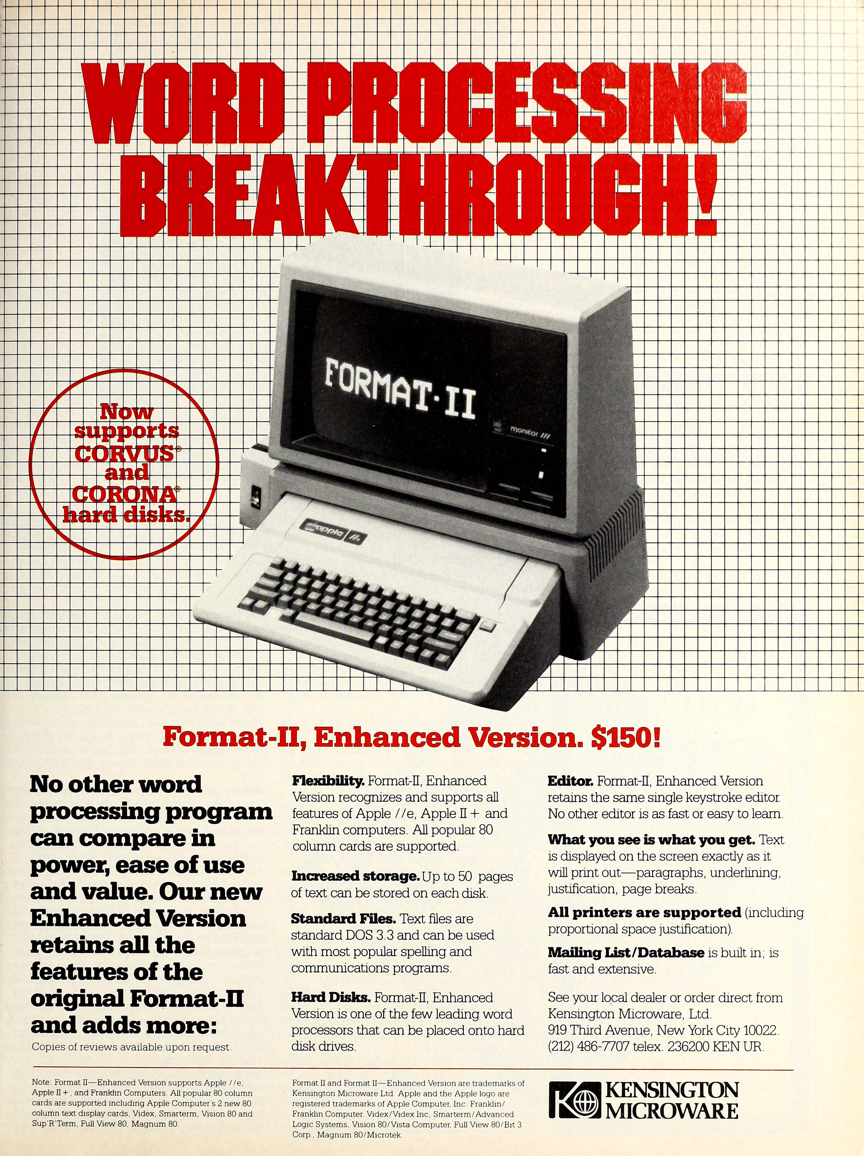 WORD PROCESSING
BREAKTHROUGH!
FORMAT·II
monitor ///
apple //e
Now
supports
CORVUS®
and
CORONA®
hard disks.
Format-II, Enhanced Version. $150!
No other word
processing program
can compare in
power, ease of use
and value. Our new
Enhanced Version
retains all the
features of the
original Format-II
and adds more:
Copies of reviews available upon request.
Flexibility. Format-II, Enhanced
Version recognizes and supports all
features of Apple //e, Apple II + and
Franklin computers. All popular 80
column cards are supported.
Increased storage. Up to 50 pages
of text can be stored on each disk.
Standard Files. Text files are
standard DOS 3.3 and can be used
with most popular spelling and
communications programs.
Hard Disks. Format-II, Enhanced
Version is one of the few leading word
processors that can be placed onto hard
disk drives.
Editor. Format-II, Enhanced Version
retains the same single keystroke editor.
No other editor is as fast or easy to learn.
What you see is what you get. Text
is displayed on the screen exactly as it
will print out—paragraphs, underlining,
justification, page breaks.
All printers are supported (including
proportional space justification).
Mailing List/Database is built in; is
fast and extensive.
See your local dealer or order direct from
Kensington Microware, Ltd.
919 Third Avenue, New York City 10022.
(212) 486-7707 telex. 236200 KEN UR.
Note: Format II—Enhanced Version supports Apple //e,
Apple II +, and Franklin Computers. All popular 80 column
cards are supported including Apple Computer's 2 new 80
column text display cards, Videx, Smarterm, Vision 80 and
Sup'R'Term, Full View 80, Magnum 80.
Format II and Format II—Enhanced Version are trademarks of
Kensington Microware Ltd. Apple and the Apple logo are
registered trademarks of Apple Computer, Inc. Franklin/
Franklin Computer. Videx/Videx Inc, Smarterm/Advanced
Logic Systems, Vision 80/Vista Computer, Full View 80/Bit 3
Corp., Magnum 80/Microtek.
K
KENSINGTON
MICROWARE